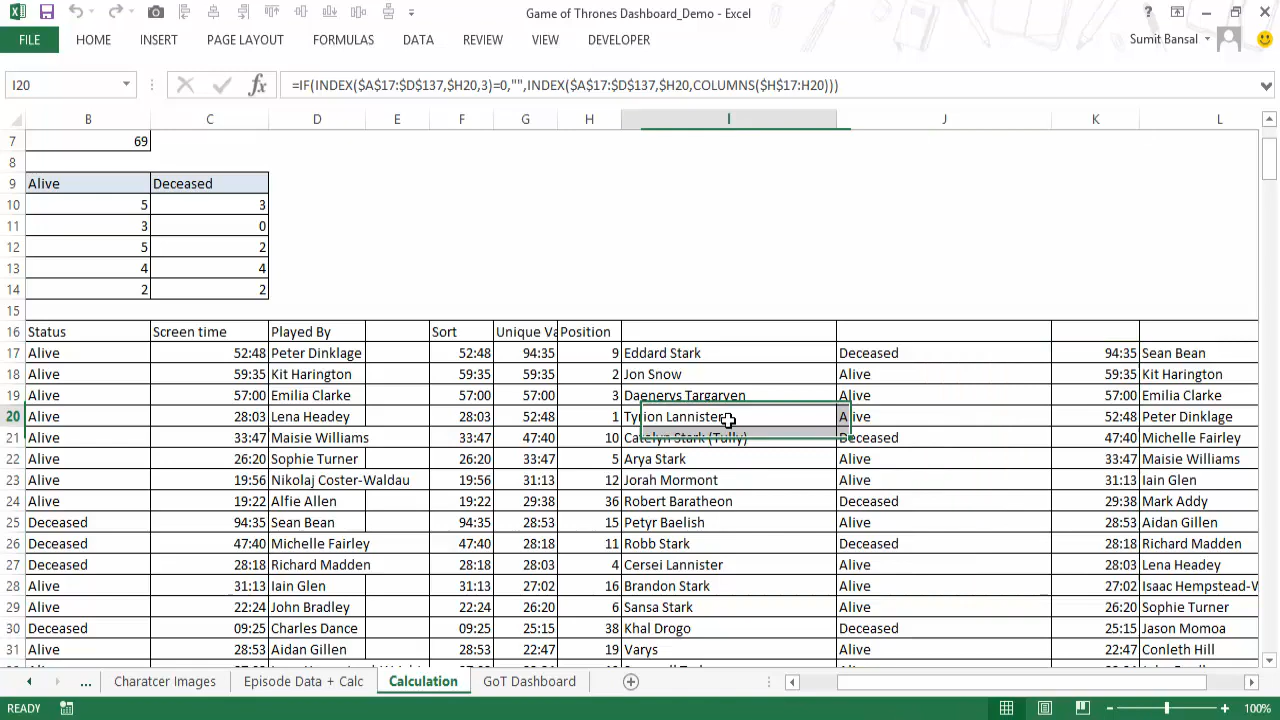 Game of Thrones Dashboard_Demo - Excel
FILE HOME INSERT PAGE LAYOUT FORMULAS DATA REVIEW VIEW DEVELOPER Sumit Bansal
I20 fx =IF(INDEX($A$17:$D$137,$H20,3)=0,"",INDEX($A$17:$D$137,$H20,COLUMNS($H$17:H20)))
B C D E F G H I J K L
7 69
8
9 Alive Deceased
10 5 3
11 3 0
12 5 2
13 4 4
14 2 2
15
16 Status Screen time Played By Sort Unique Va Position
17 Alive 52:48 Peter Dinklage 52:48 94:35 9 Eddard Stark Deceased 94:35 Sean Bean
18 Alive 59:35 Kit Harington 59:35 59:35 2 Jon Snow Alive 59:35 Kit Harington
19 Alive 57:00 Emilia Clarke 57:00 57:00 3 Daenerys Targaryen Alive 57:00 Emilia Clarke
20 Alive 28:03 Lena Headey 28:03 52:48 1 Tyrion Lannister Alive 52:48 Peter Dinklage
21 Alive 33:47 Maisie Williams 33:47 47:40 10 Catelyn Stark (Tully) Deceased 47:40 Michelle Fairley
22 Alive 26:20 Sophie Turner 26:20 33:47 5 Arya Stark Alive 33:47 Maisie Williams
23 Alive 19:56 Nikolaj Coster-Waldau 19:56 31:13 12 Jorah Mormont Alive 31:13 Iain Glen
24 Alive 19:22 Alfie Allen 19:22 29:38 36 Robert Baratheon Deceased 29:38 Mark Addy
25 Deceased 94:35 Sean Bean 94:35 28:53 15 Petyr Baelish Alive 28:53 Aidan Gillen
26 Deceased 47:40 Michelle Fairley 47:40 28:18 11 Robb Stark Deceased 28:18 Richard Madden
27 Deceased 28:18 Richard Madden 28:18 28:03 4 Cersei Lannister Alive 28:03 Lena Headey
28 Alive 31:13 Iain Glen 31:13 27:02 16 Brandon Stark Alive 27:02 Isaac Hempstead-W
29 Alive 22:24 John Bradley 22:24 26:20 6 Sansa Stark Alive 26:20 Sophie Turner
30 Deceased 09:25 Charles Dance 09:25 25:15 38 Khal Drogo Deceased 25:15 Jason Momoa
31 Alive 28:53 Aidan Gillen 28:53 22:47 19 Varys Alive 22:47 Conleth Hill
... Charatcer Images Episode Data + Calc Calculation GoT Dashboard
READY 100%